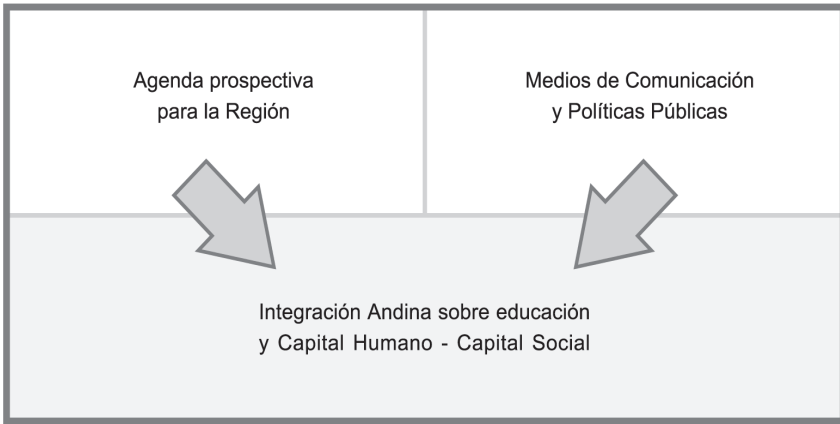 Agenda prospectiva
para la Región
Medios de Comunicación
y Políticas Públicas
Integración Andina sobre educación
y Capital Humano - Capital Social